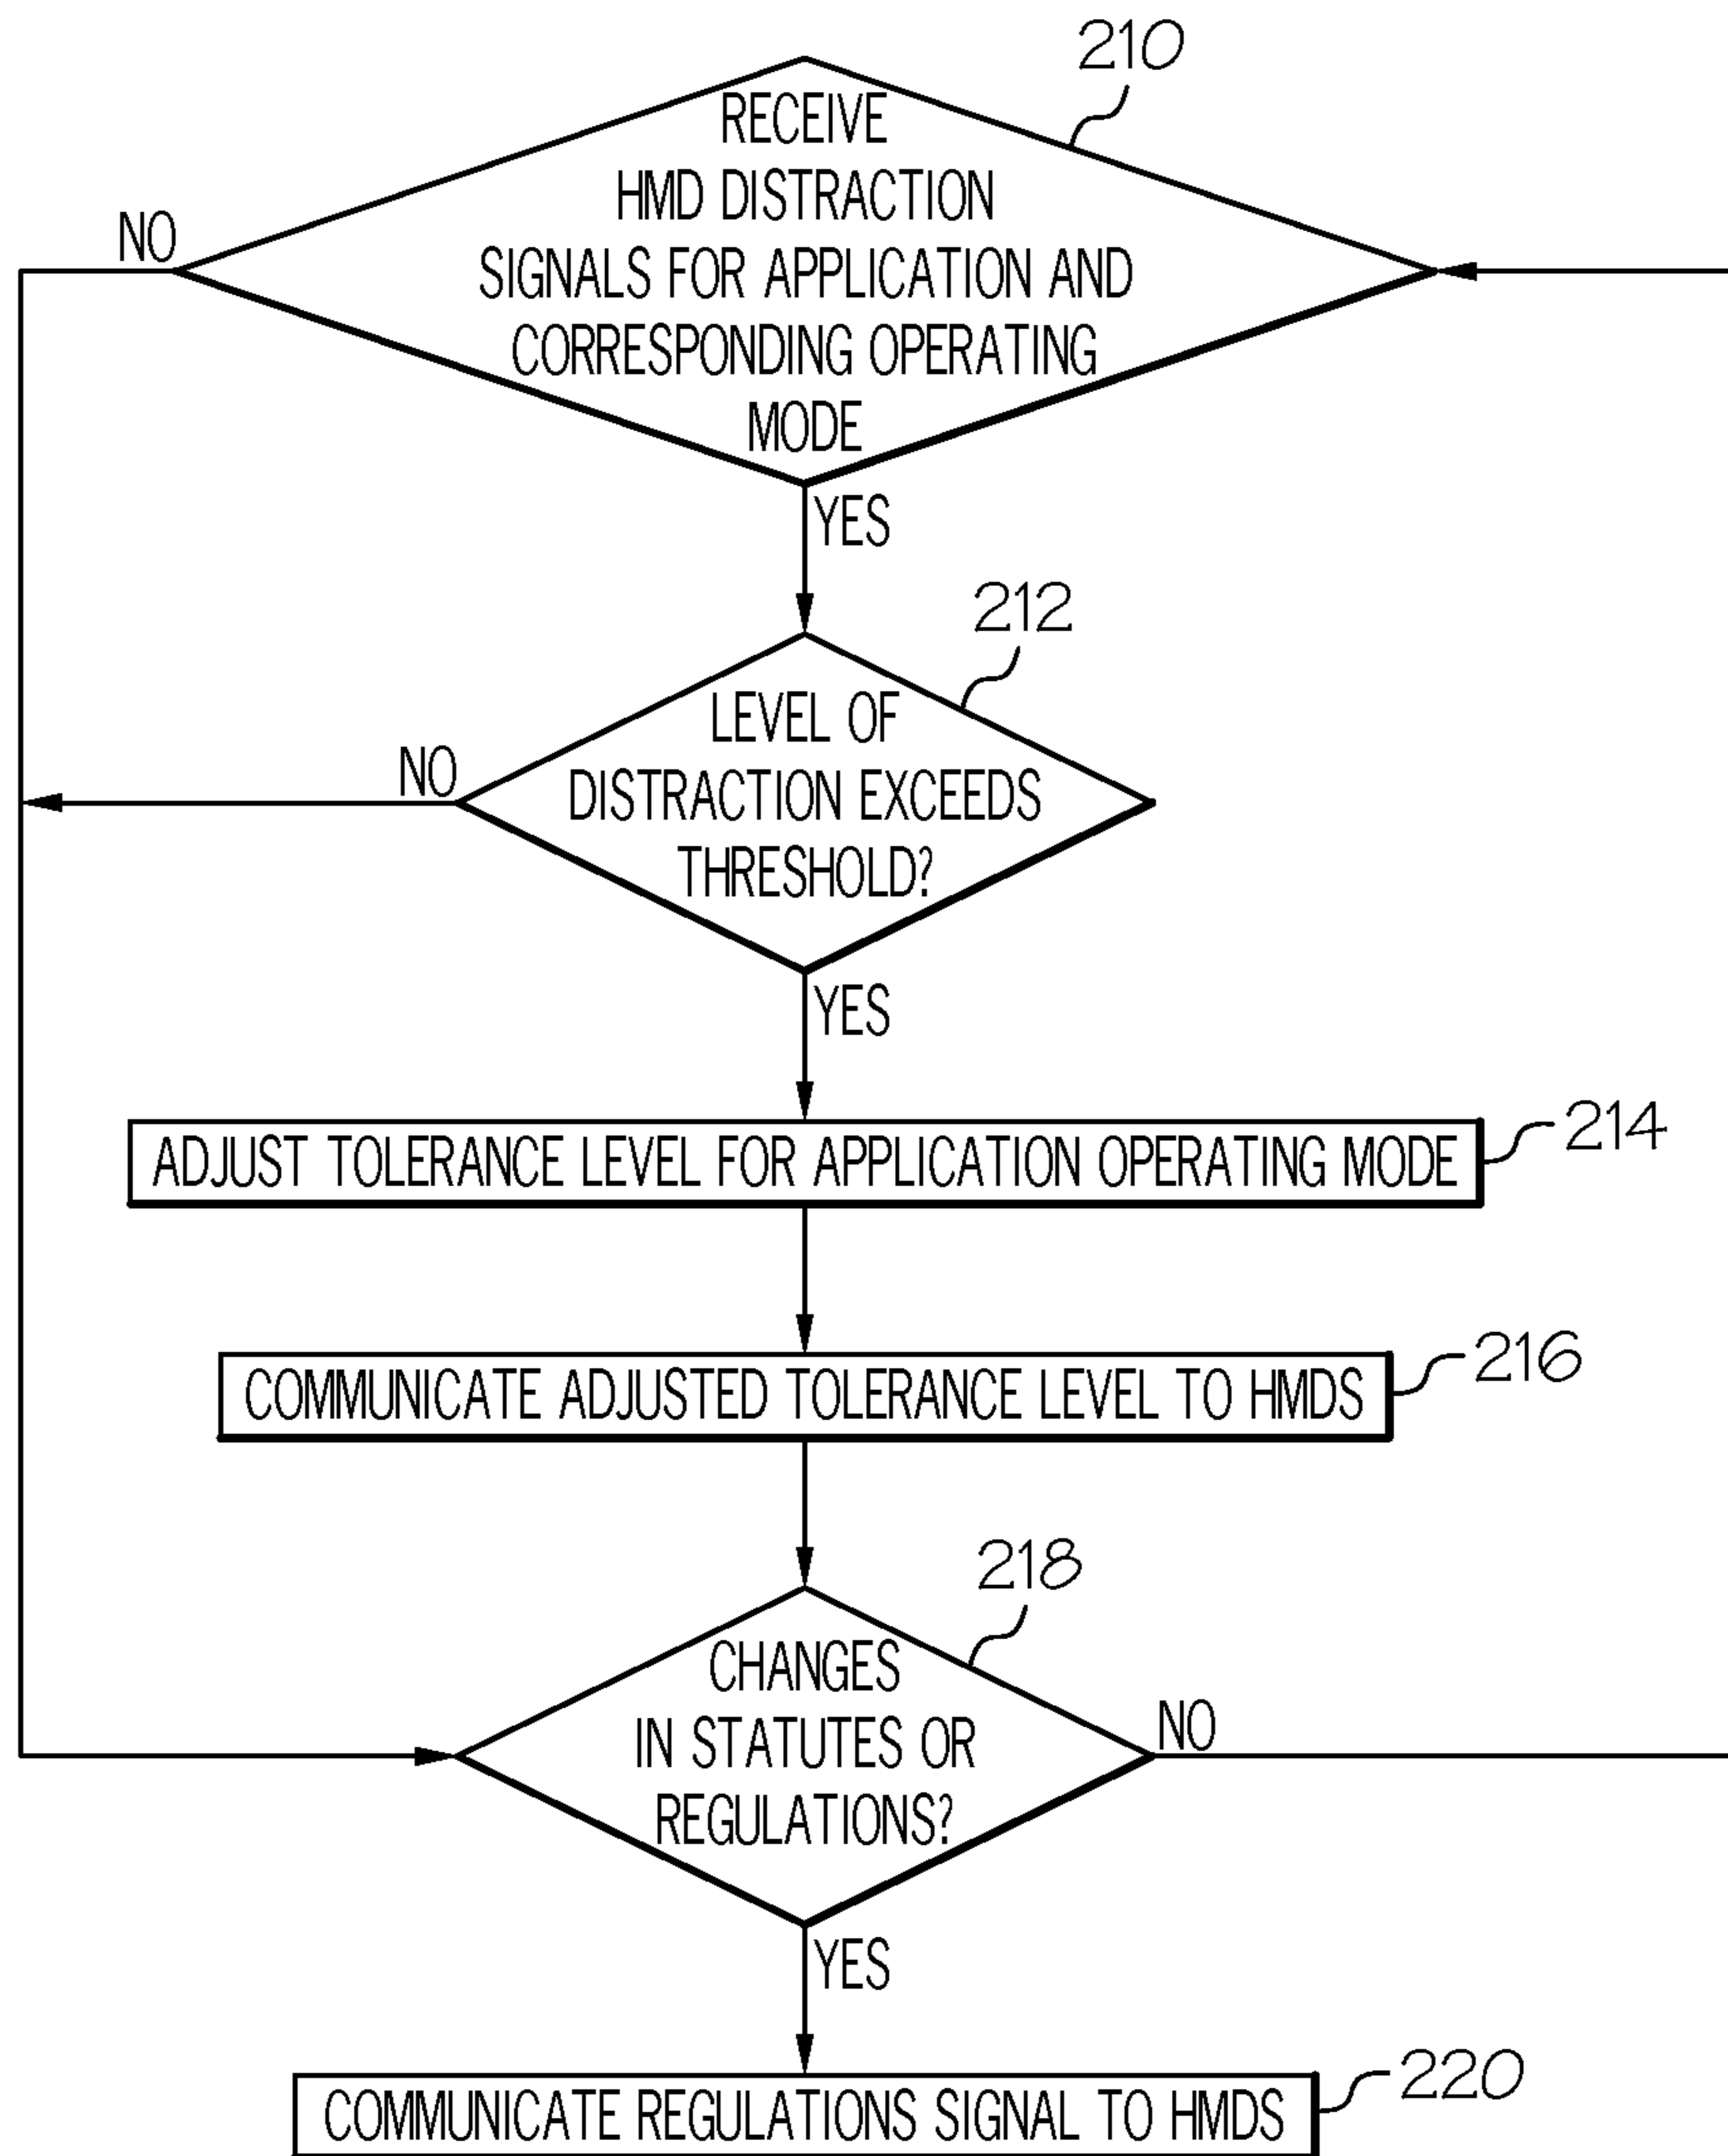 210
RECEIVE
HMD DISTRACTION
SIGNALS FOR APPLICATION AND
CORRESPONDING OPERATING
MODE
NO
YES
212
LEVEL OF
DISTRACTION EXCEEDS
THRESHOLD?
NO
YES
ADJUST TOLERANCE LEVEL FOR APPLICATION OPERATING MODE
214
COMMUNICATE ADJUSTED TOLERANCE LEVEL TO HMDS
216
218
CHANGES
IN STATUTES OR
REGULATIONS?
NO
YES
COMMUNICATE REGULATIONS SIGNAL TO HMDS
220